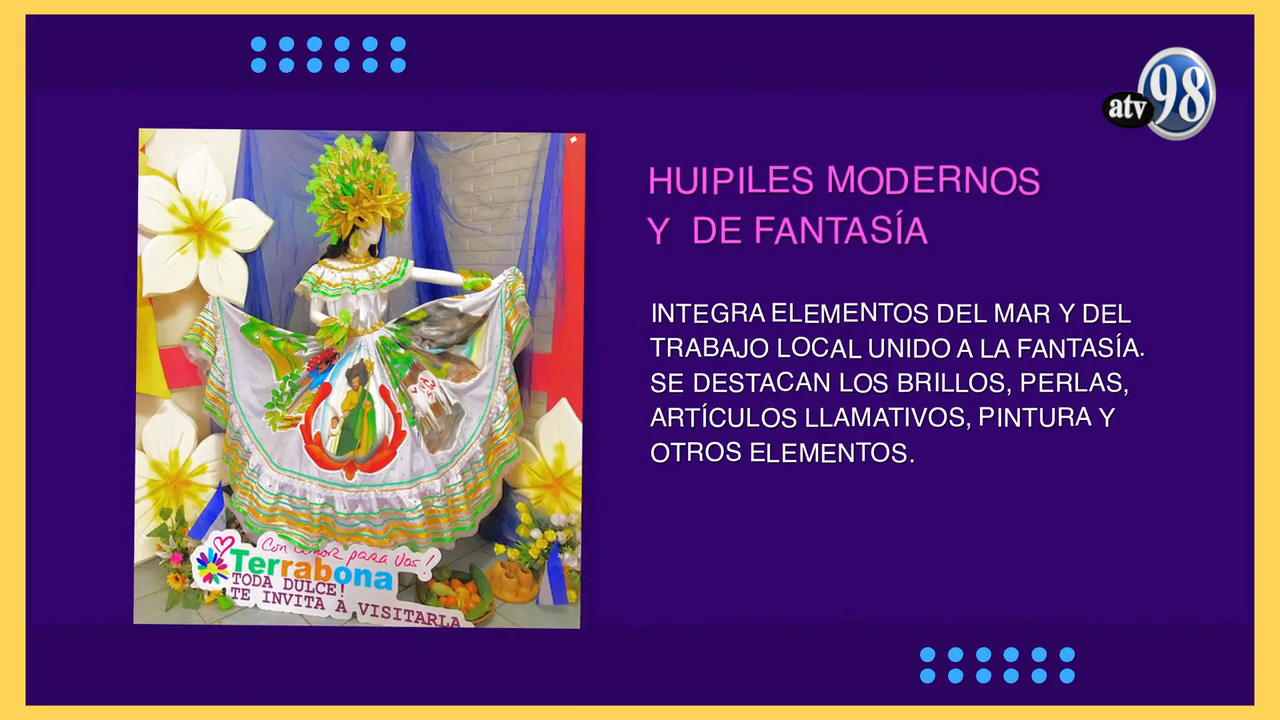 atv 98
HUIPILES MODERNOS
Y DE FANTASÍA
INTEGRA ELEMENTOS DEL MAR Y DEL
TRABAJO LOCAL UNIDO A LA FANTASÍA.
SE DESTACAN LOS BRILLOS, PERLAS,
ARTÍCULOS LLAMATIVOS, PINTURA Y
OTROS ELEMENTOS.
Con amor para Vos!
Terrabona
TODA DULCE!
TE INVITA A VISITARLA